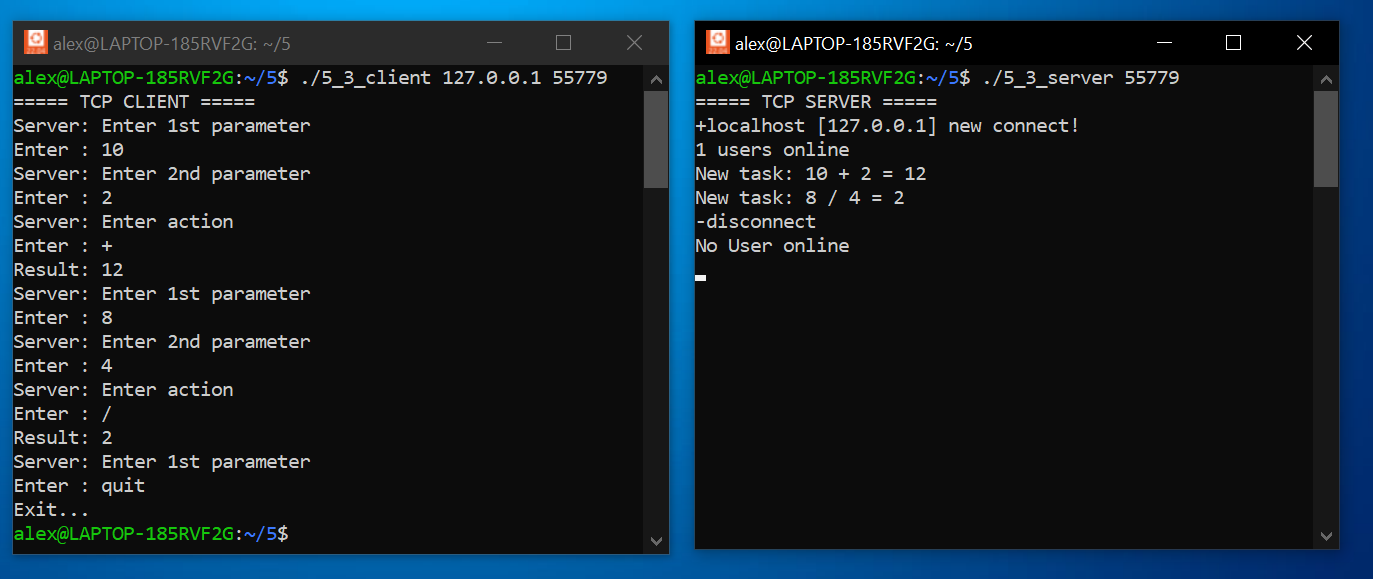 alex@LAPTOP-185RVF2G: ~/5
alex@LAPTOP-185RVF2G:~/5$ ./5_3_client 127.0.0.1 55779
===== TCP CLIENT =====
Server: Enter 1st parameter
Enter : 10
Server: Enter 2nd parameter
Enter : 2
Server: Enter action
Enter : +
Result: 12
Server: Enter 1st parameter
Enter : 8
Server: Enter 2nd parameter
Enter : 4
Server: Enter action
Enter : /
Result: 2
Server: Enter 1st parameter
Enter : quit
Exit...
alex@LAPTOP-185RVF2G:~/5$
alex@LAPTOP-185RVF2G: ~/5
alex@LAPTOP-185RVF2G:~/5$ ./5_3_server 55779
===== TCP SERVER =====
+localhost [127.0.0.1] new connect!
1 users online
New task: 10 + 2 = 12
New task: 8 / 4 = 2
-disconnect
No User online